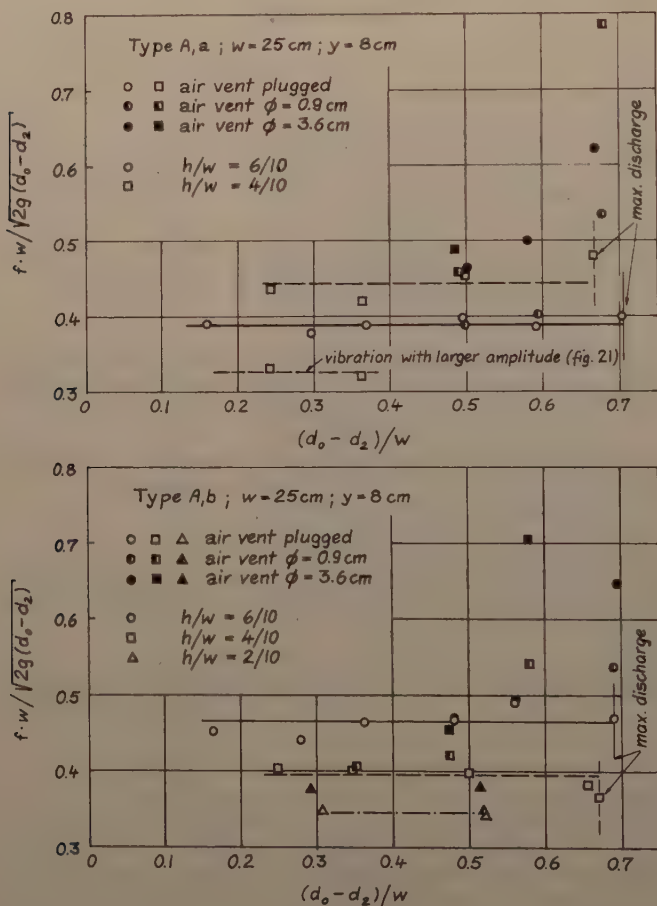 0.8
0.7
0.6
0.5
0.4
0.3
f·w/√2g(d₀-d₂)
Type A,a ; w = 25 cm ; y = 8 cm
○ □ air vent plugged
◐ ◧ air vent ϕ = 0.9 cm
● ■ air vent ϕ = 3.6 cm
○ h/w = 6/10
□ h/w = 4/10
max. discharge
vibration with larger amplitude (fig. 21)
0 0.1 0.2 0.3 0.4 0.5 0.6 0.7
(d₀-d₂)/w
0.8
0.7
0.6
0.5
0.4
0.3
f·w/√2g(d₀-d₂)
Type A,b ; w = 25 cm ; y = 8 cm
○ □ △ air vent plugged
◐ ◧ ▲ air vent ϕ = 0.9 cm
● ■ ▲ air vent ϕ = 3.6 cm
○ h/w = 6/10
□ h/w = 4/10
△ h/w = 2/10
max. discharge
0 0.1 0.2 0.3 0.4 0.5 0.6 0.7
(d₀-d₂)/w